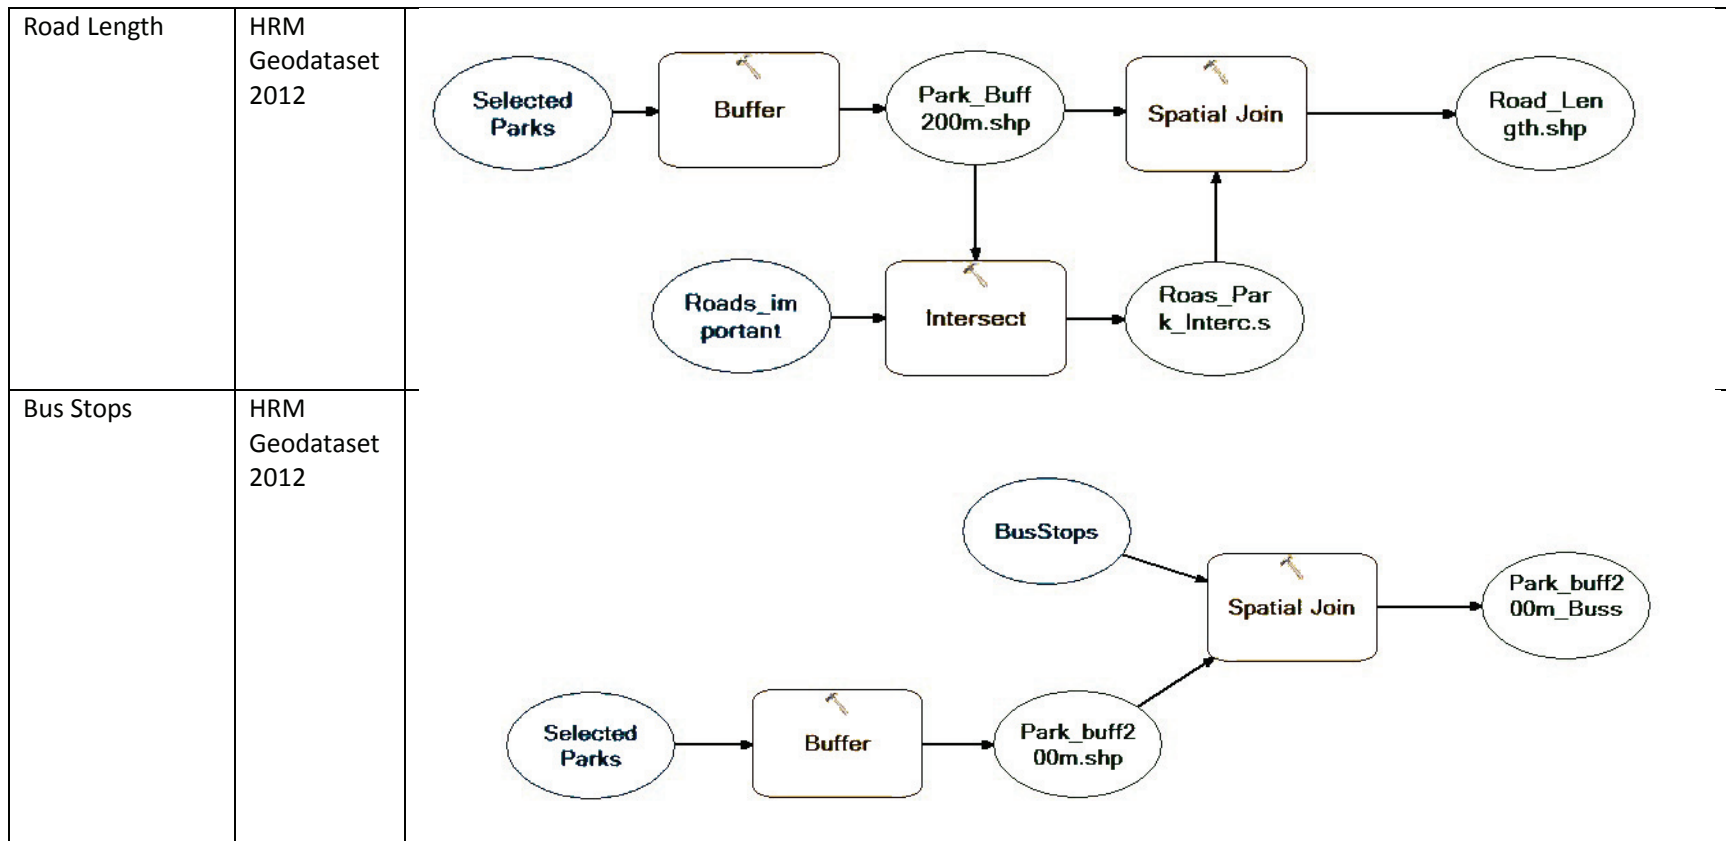 Road Length
HRM
Geodataset
2012
Selected
Parks
Buffer
Park_Buff
200m.shp
Spatial Join
Road_Len
gth.shp
Roads_im
portant
Intersect
Roas_Par
k_Interc.s
Bus Stops
HRM
Geodataset
2012
BusStops
Spatial Join
Park_buff2
00m_Buss
Selected
Parks
Buffer
Park_buff2
00m.shp